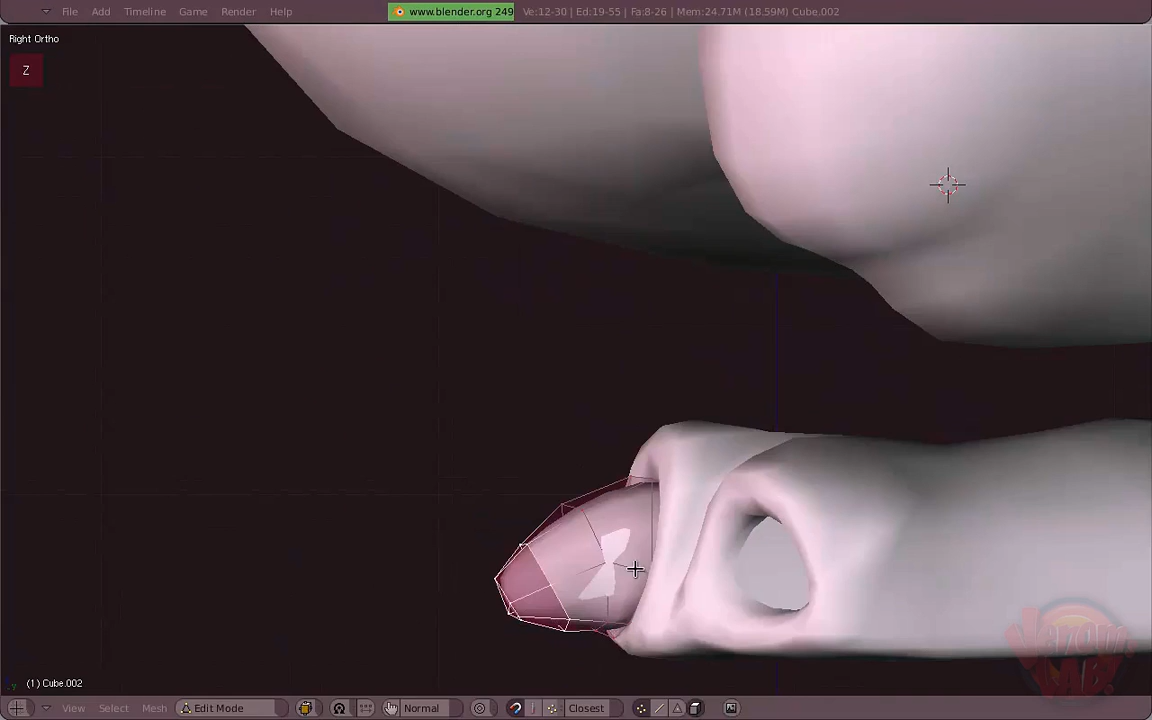 File Add Timeline Game Render Help www.blender.org 249 Ve:12-30 | Ed:19-55 | Fa:8-26 | Mem:24.71M (18.59M) Cube.002
Right Ortho
Z
(1) Cube.002
View Select Mesh Edit Mode Normal Closest